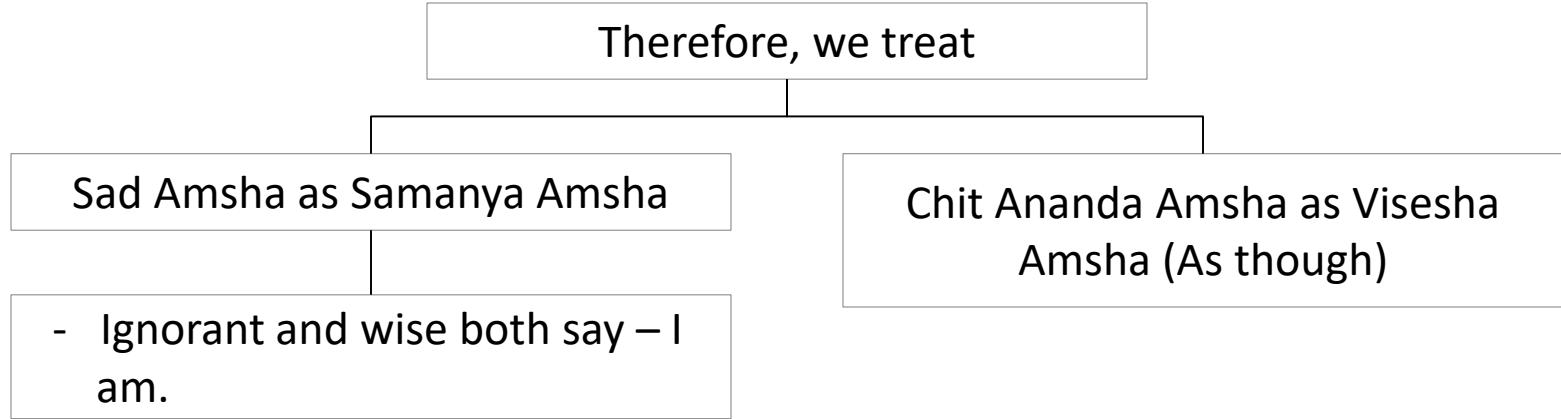 Therefore, we treat
Sad Amsha as Samanya Amsha
Chit Ananda Amsha as Visesha
Amsha (As though)
- Ignorant and wise both say – I
am.